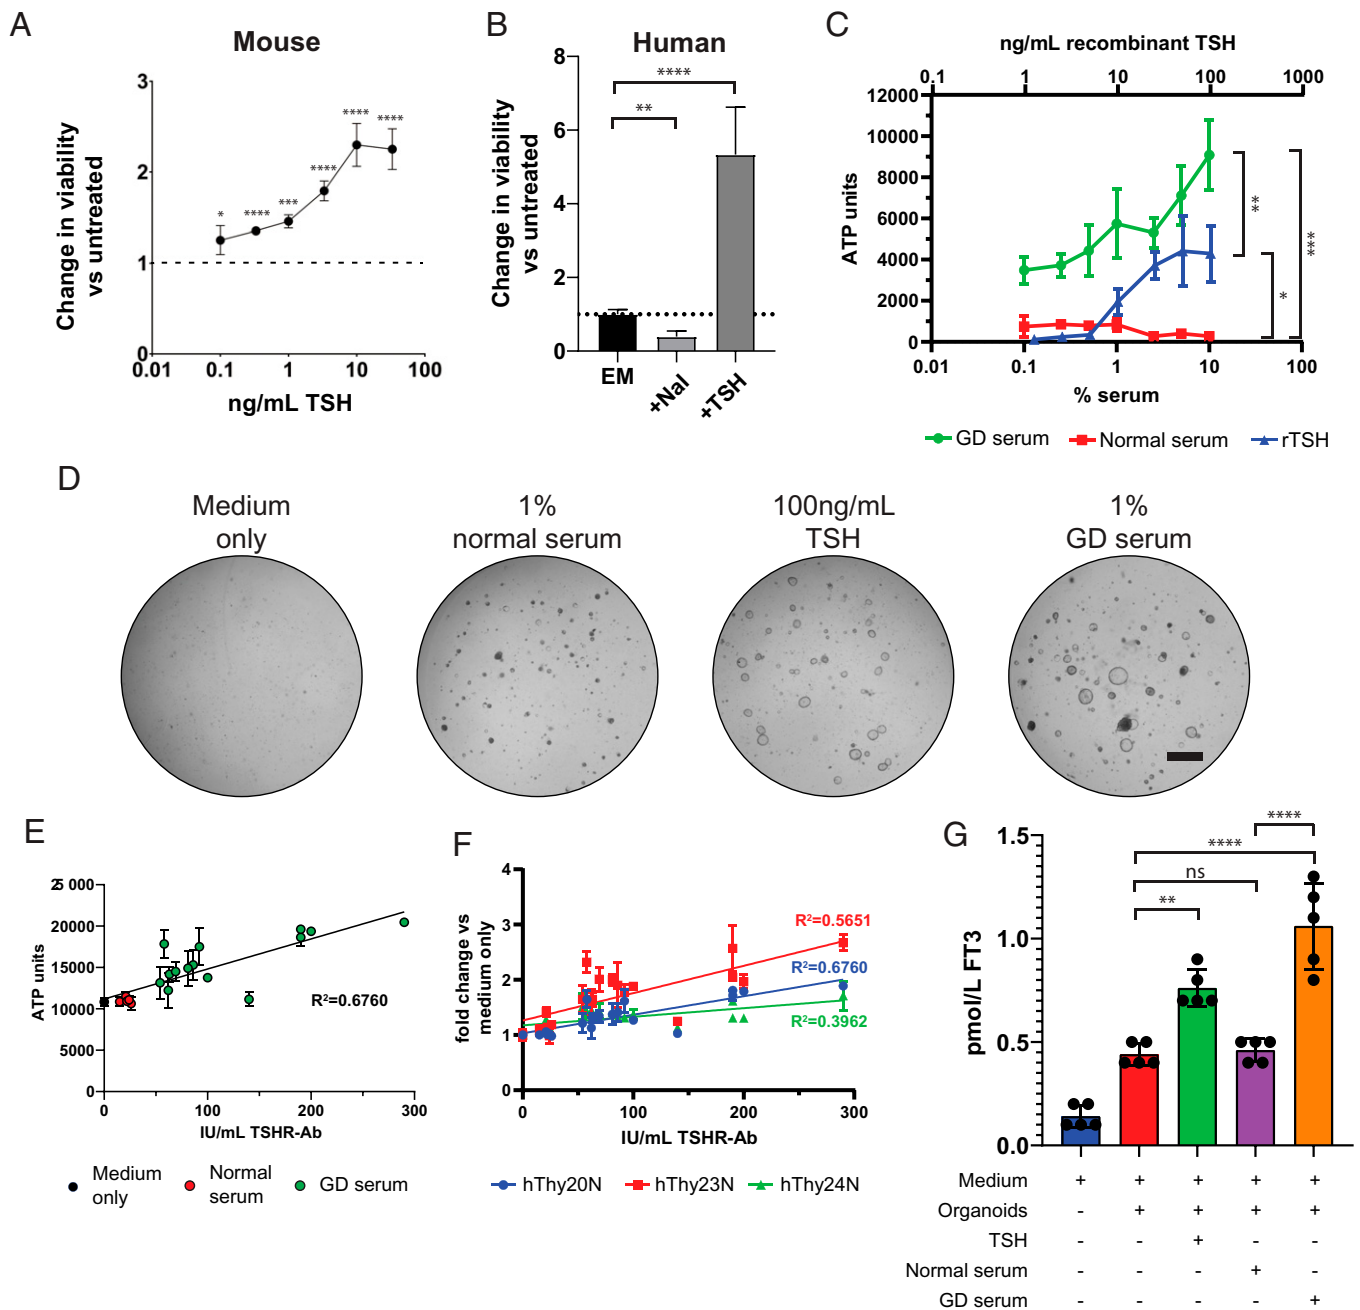 A
Mouse
Change in viability
vs untreated
3
2
1
0
*
****
***
****
****
****
0.01
0.1
1
10
100
ng/mL TSH
B
Human
Change in viability
vs untreated
8
6
4
2
0
****
**
EM
+NaI
+TSH
C
ng/mL recombinant TSH
0.1
1
10
100
1000
ATP units
12000
10000
8000
6000
4000
2000
0
**
*
***
0.01
0.1
1
10
100
% serum
GD serum
Normal serum
rTSH
D
Medium
only
1%
normal serum
100ng/mL
TSH
1%
GD serum
E
ATP units
25 000
20000
15000
10000
5000
0
R²=0.6760
0
100
200
300
IU/mL TSHR-Ab
Medium
only
Normal
serum
GD serum
F
fold change vs
medium only
4
3
2
1
0
R²=0.5651
R²=0.6760
R²=0.3962
0
100
200
300
IU/mL TSHR-Ab
hThy20N
hThy23N
hThy24N
G
pmol/L FT3
1.5
1.0
0.5
0.0
****
****
ns
**
Medium + + + + +
Organoids - + + + +
TSH - - + - -
Normal serum - - - + -
GD serum - - - - +